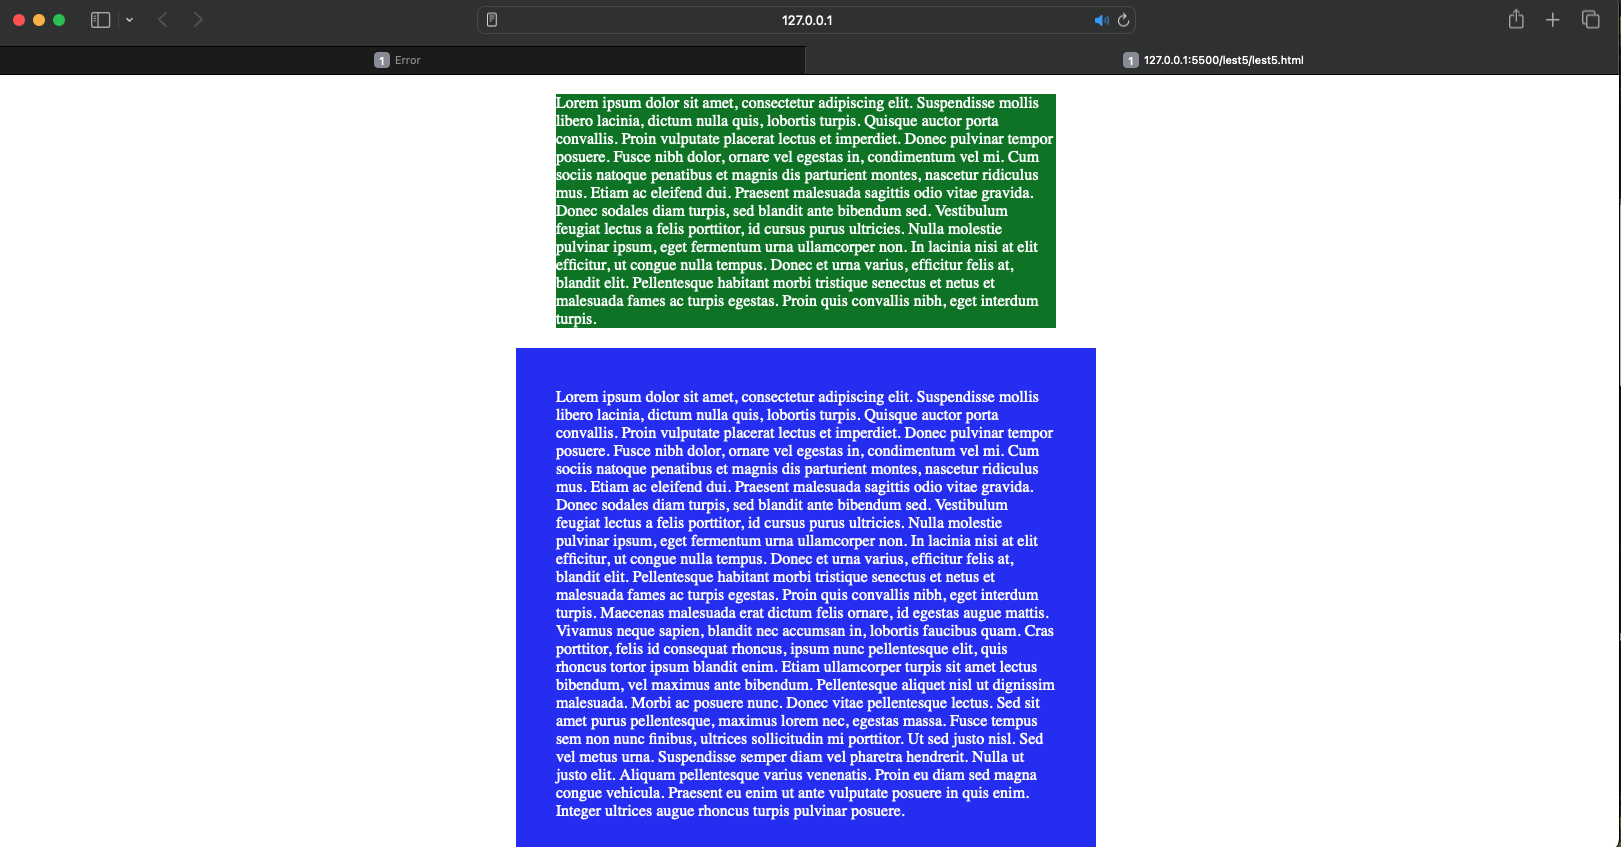 127.0.0.1
1 Error
1 127.0.0.1:5500/lest5/lest5.html
Lorem ipsum dolor sit amet, consectetur adipiscing elit. Suspendisse mollis
libero lacinia, dictum nulla quis, lobortis turpis. Quisque auctor porta
convallis. Proin vulputate placerat lectus et imperdiet. Donec pulvinar tempor
posuere. Fusce nibh dolor, ornare vel egestas in, condimentum vel mi. Cum
sociis natoque penatibus et magnis dis parturient montes, nascetur ridiculus
mus. Etiam ac eleifend dui. Praesent malesuada sagittis odio vitae gravida.
Donec sodales diam turpis, sed blandit ante bibendum sed. Vestibulum
feugiat lectus a felis porttitor, id cursus purus ultricies. Nulla molestie
pulvinar ipsum, eget fermentum urna ullamcorper non. In lacinia nisi at elit
efficitur, ut congue nulla tempus. Donec et urna varius, efficitur felis at,
blandit elit. Pellentesque habitant morbi tristique senectus et netus et
malesuada fames ac turpis egestas. Proin quis convallis nibh, eget interdum
turpis.
Lorem ipsum dolor sit amet, consectetur adipiscing elit. Suspendisse mollis
libero lacinia, dictum nulla quis, lobortis turpis. Quisque auctor porta
convallis. Proin vulputate placerat lectus et imperdiet. Donec pulvinar tempor
posuere. Fusce nibh dolor, ornare vel egestas in, condimentum vel mi. Cum
sociis natoque penatibus et magnis dis parturient montes, nascetur ridiculus
mus. Etiam ac eleifend dui. Praesent malesuada sagittis odio vitae gravida.
Donec sodales diam turpis, sed blandit ante bibendum sed. Vestibulum
feugiat lectus a felis porttitor, id cursus purus ultricies. Nulla molestie
pulvinar ipsum, eget fermentum urna ullamcorper non. In lacinia nisi at elit
efficitur, ut congue nulla tempus. Donec et urna varius, efficitur felis at,
blandit elit. Pellentesque habitant morbi tristique senectus et netus et
malesuada fames ac turpis egestas. Proin quis convallis nibh, eget interdum
turpis. Maecenas malesuada erat dictum felis ornare, id egestas augue mattis.
Vivamus neque sapien, blandit nec accumsan in, lobortis faucibus quam. Cras
porttitor, felis id consequat rhoncus, ipsum nunc pellentesque elit, quis
rhoncus tortor ipsum blandit enim. Etiam ullamcorper turpis sit amet lectus
bibendum, vel maximus ante bibendum. Pellentesque aliquet nisl ut dignissim
malesuada. Morbi ac posuere nunc. Donec vitae pellentesque lectus. Sed sit
amet purus pellentesque, maximus lorem nec, egestas massa. Fusce tempus
sem non nunc finibus, ultrices sollicitudin mi porttitor. Ut sed justo nisl. Sed
vel metus urna. Suspendisse semper diam vel pharetra hendrerit. Nulla ut
justo elit. Aliquam pellentesque varius venenatis. Proin eu diam sed magna
congue vehicula. Praesent eu enim ut ante vulputate posuere in quis enim.
Integer ultrices augue rhoncus turpis pulvinar posuere.